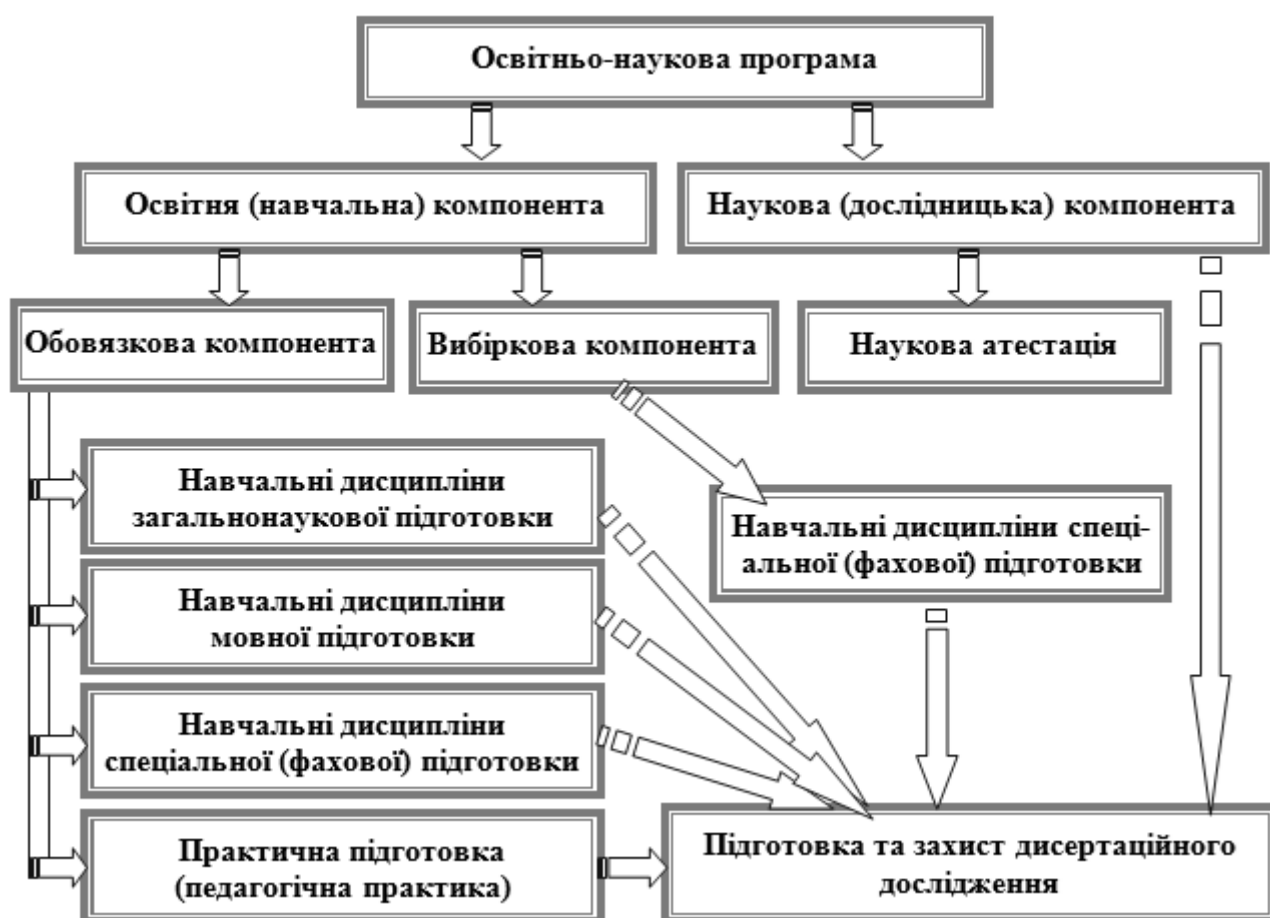 Освітньо-наукова програма
Освітня (навчальна) компонента
Наукова (дослідницька) компонента
Обовязкова компонента
Вибіркова компонента
Наукова атестація
Навчальні дисципліни
загальнонаукової підготовки
Навчальні дисципліни спеці-
альної (фахової) підготовки
Навчальні дисципліни
мовної підготовки
Навчальні дисципліни
спеціальної (фахової) підготовки
Практична підготовка
(педагогічна практика)
Підготовка та захист дисертаційного
дослідження